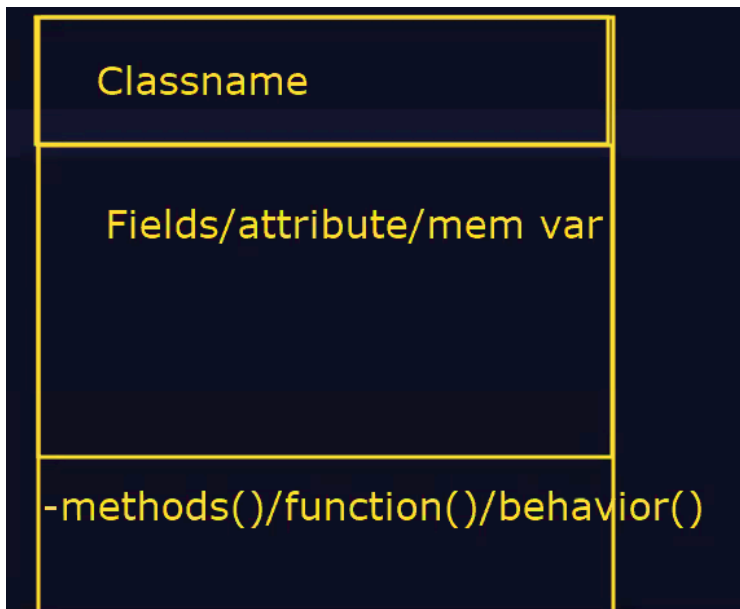 Classname
Fields/attribute/mem var
-methods()/function()/behavior()